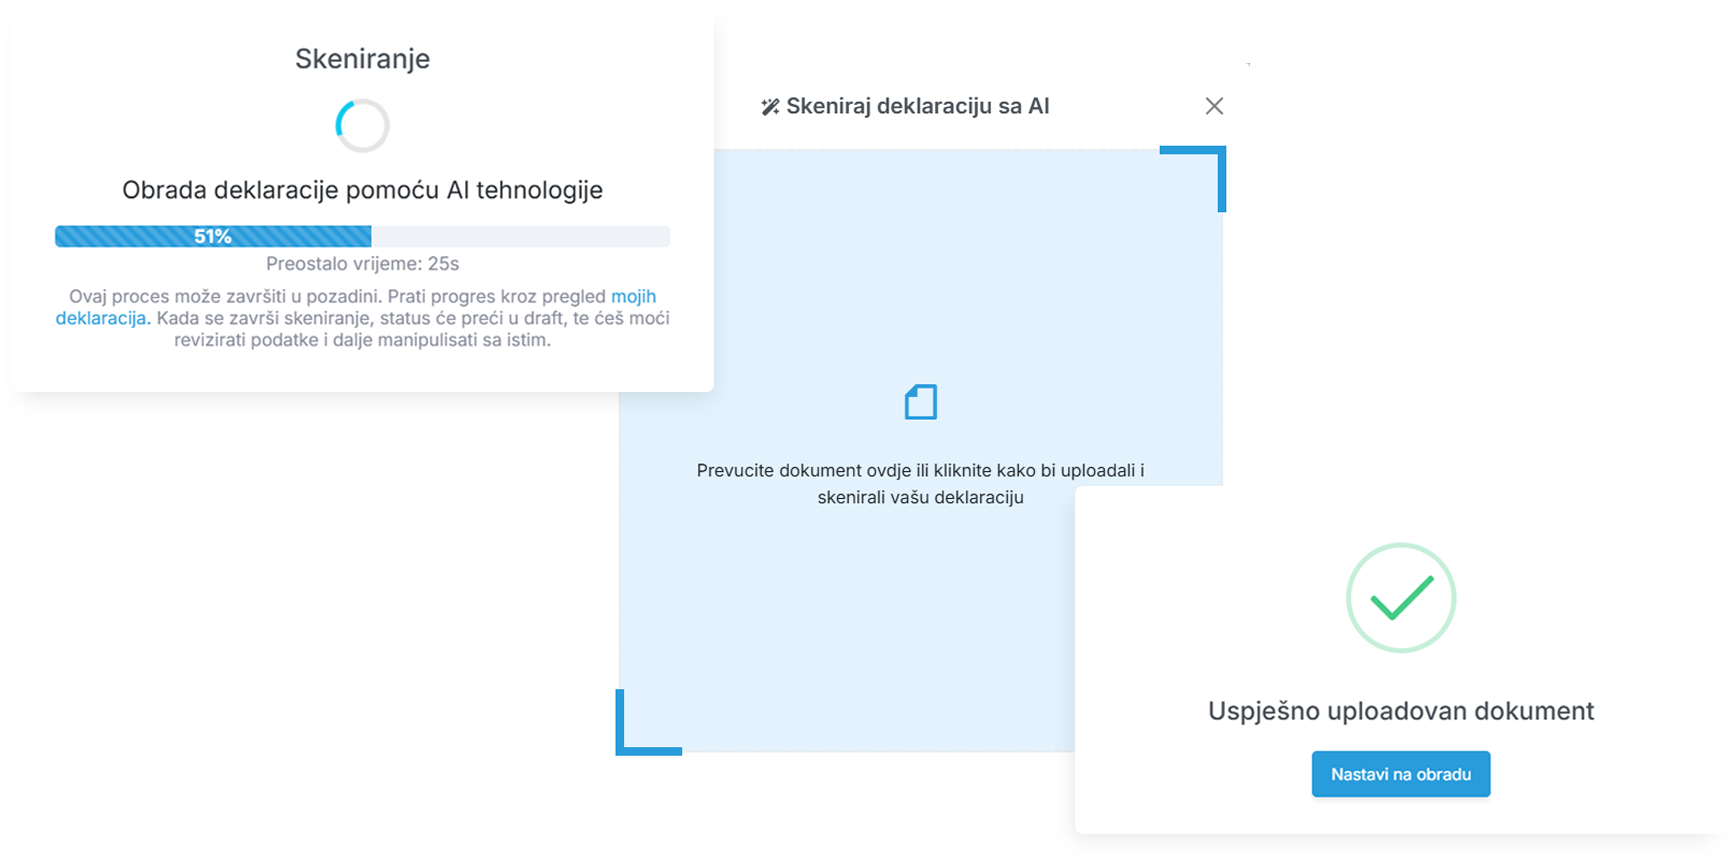 Skeniranje
Obrada deklaracije pomoću AI tehnologije
51%
Preostalo vrijeme: 25s
Ovaj proces može završiti u pozadini. Prati progres kroz pregled mojih
deklaracija. Kada se završi skeniranje, status će preći u draft, te ćeš moći
revizirati podatke i dalje manipulisati sa istim.
Skeniraj deklaraciju sa AI
Prevucite dokument ovdje ili kliknite kako bi uploadali i
skenirali vašu deklaraciju
Uspješno uploadovan dokument
Nastavi na obradu